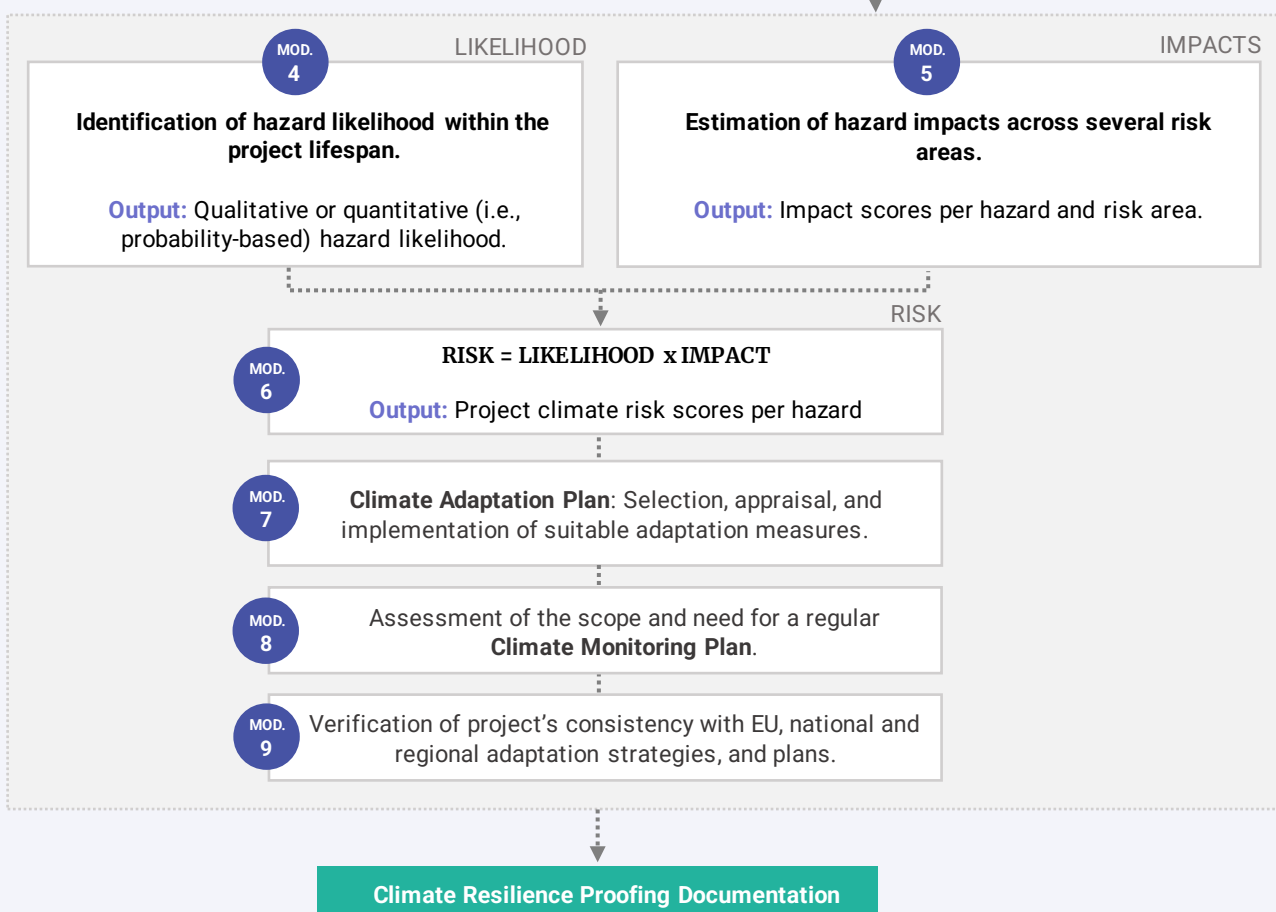 LIKELIHOOD
MOD.
4
Identification of hazard likelihood within the
project lifespan.
Output: Qualitative or quantitative (i.e.,
probability-based) hazard likelihood.
IMPACTS
MOD.
5
Estimation of hazard impacts across several risk
areas.
Output: Impact scores per hazard and risk area.
RISK
MOD.
6
RISK = LIKELIHOOD x IMPACT
Output: Project climate risk scores per hazard
MOD.
7
Climate Adaptation Plan: Selection, appraisal, and
implementation of suitable adaptation measures.
MOD.
8
Assessment of the scope and need for a regular
Climate Monitoring Plan.
MOD.
9
Verification of project’s consistency with EU, national and
regional adaptation strategies, and plans.
Climate Resilience Proofing Documentation